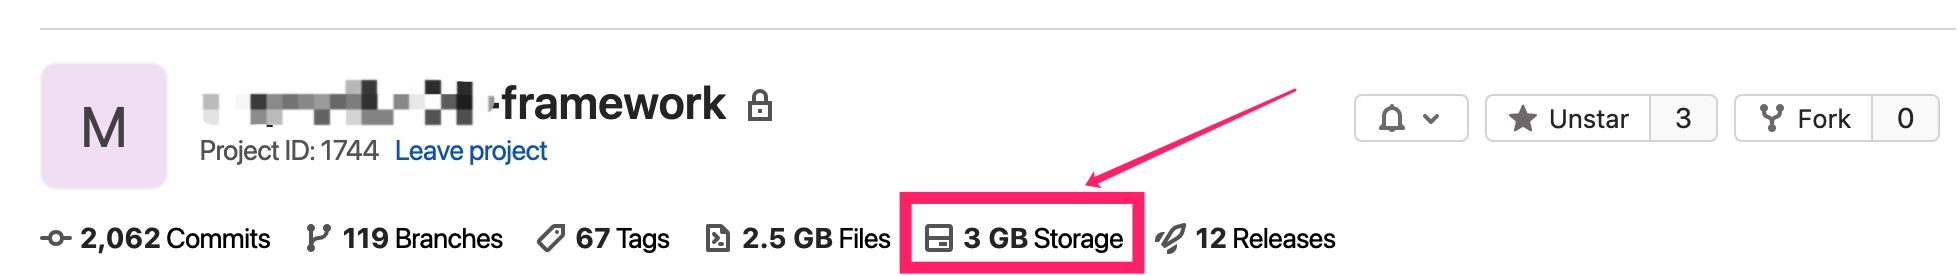 M
-framework
Project ID: 1744 Leave project
Unstar 3 Fork 0
2,062 Commits 119 Branches 67 Tags 2.5 GB Files 3 GB Storage 12 Releases